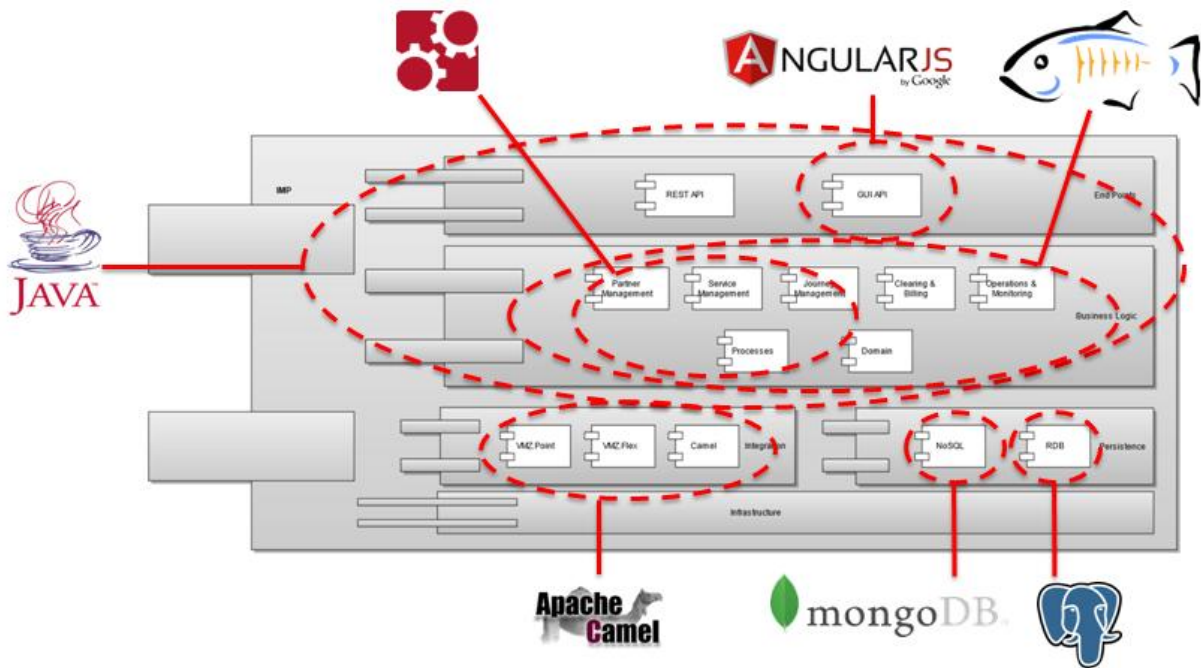 ANGULARJS
by Google
IMP
REST API
GUI API
End Points
JAVA
Partner
Management
Service
Management
Journey
Management
Clearing &
Billing
Operations &
Monitoring
Business Logic
Processes
Domain
VMZ.Point
VMZ.Flex
Camel
Integration
NoSQL
RDB
Persistence
Infrastructure
Apache
Camel
mongoDB